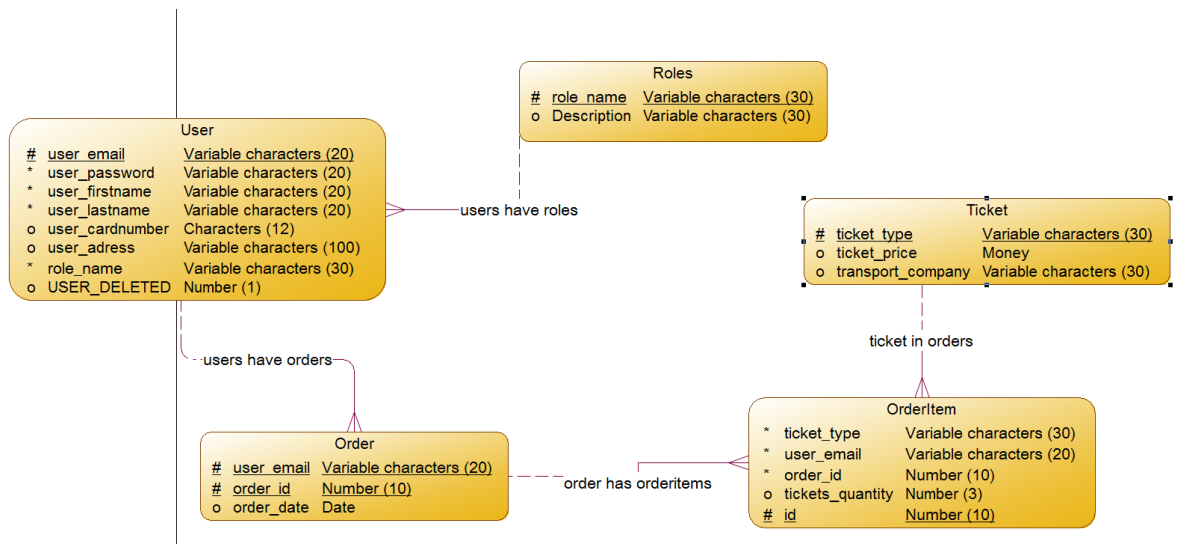 Roles
# role_name Variable characters (30)
o Description Variable characters (30)
User
# user_email Variable characters (20)
* user_password Variable characters (20)
* user_firstname Variable characters (20)
* user_lastname Variable characters (20)
o user_cardnumber Characters (12)
o user_adress Variable characters (100)
* role_name Variable characters (30)
o USER_DELETED Number (1)
users have roles
Ticket
# ticket_type Variable characters (30)
o ticket_price Money
o transport_company Variable characters (30)
users have orders
ticket in orders
Order
# user_email Variable characters (20)
# order_id Number (10)
o order_date Date
order has orderitems
OrderItem
* ticket_type Variable characters (30)
* user_email Variable characters (20)
* order_id Number (10)
o tickets_quantity Number (3)
# id Number (10)